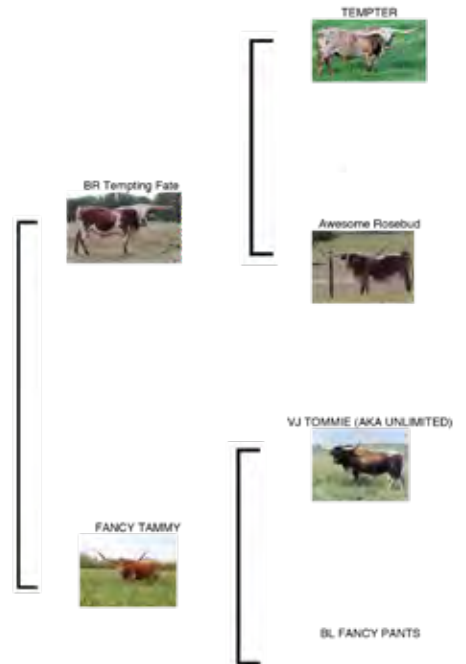 TEMPTER
BR Tempting Fate
Awesome Rosebud
VJ TOMMIE (AKA UNLIMITED)
FANCY TAMMY
BL FANCY PANTS